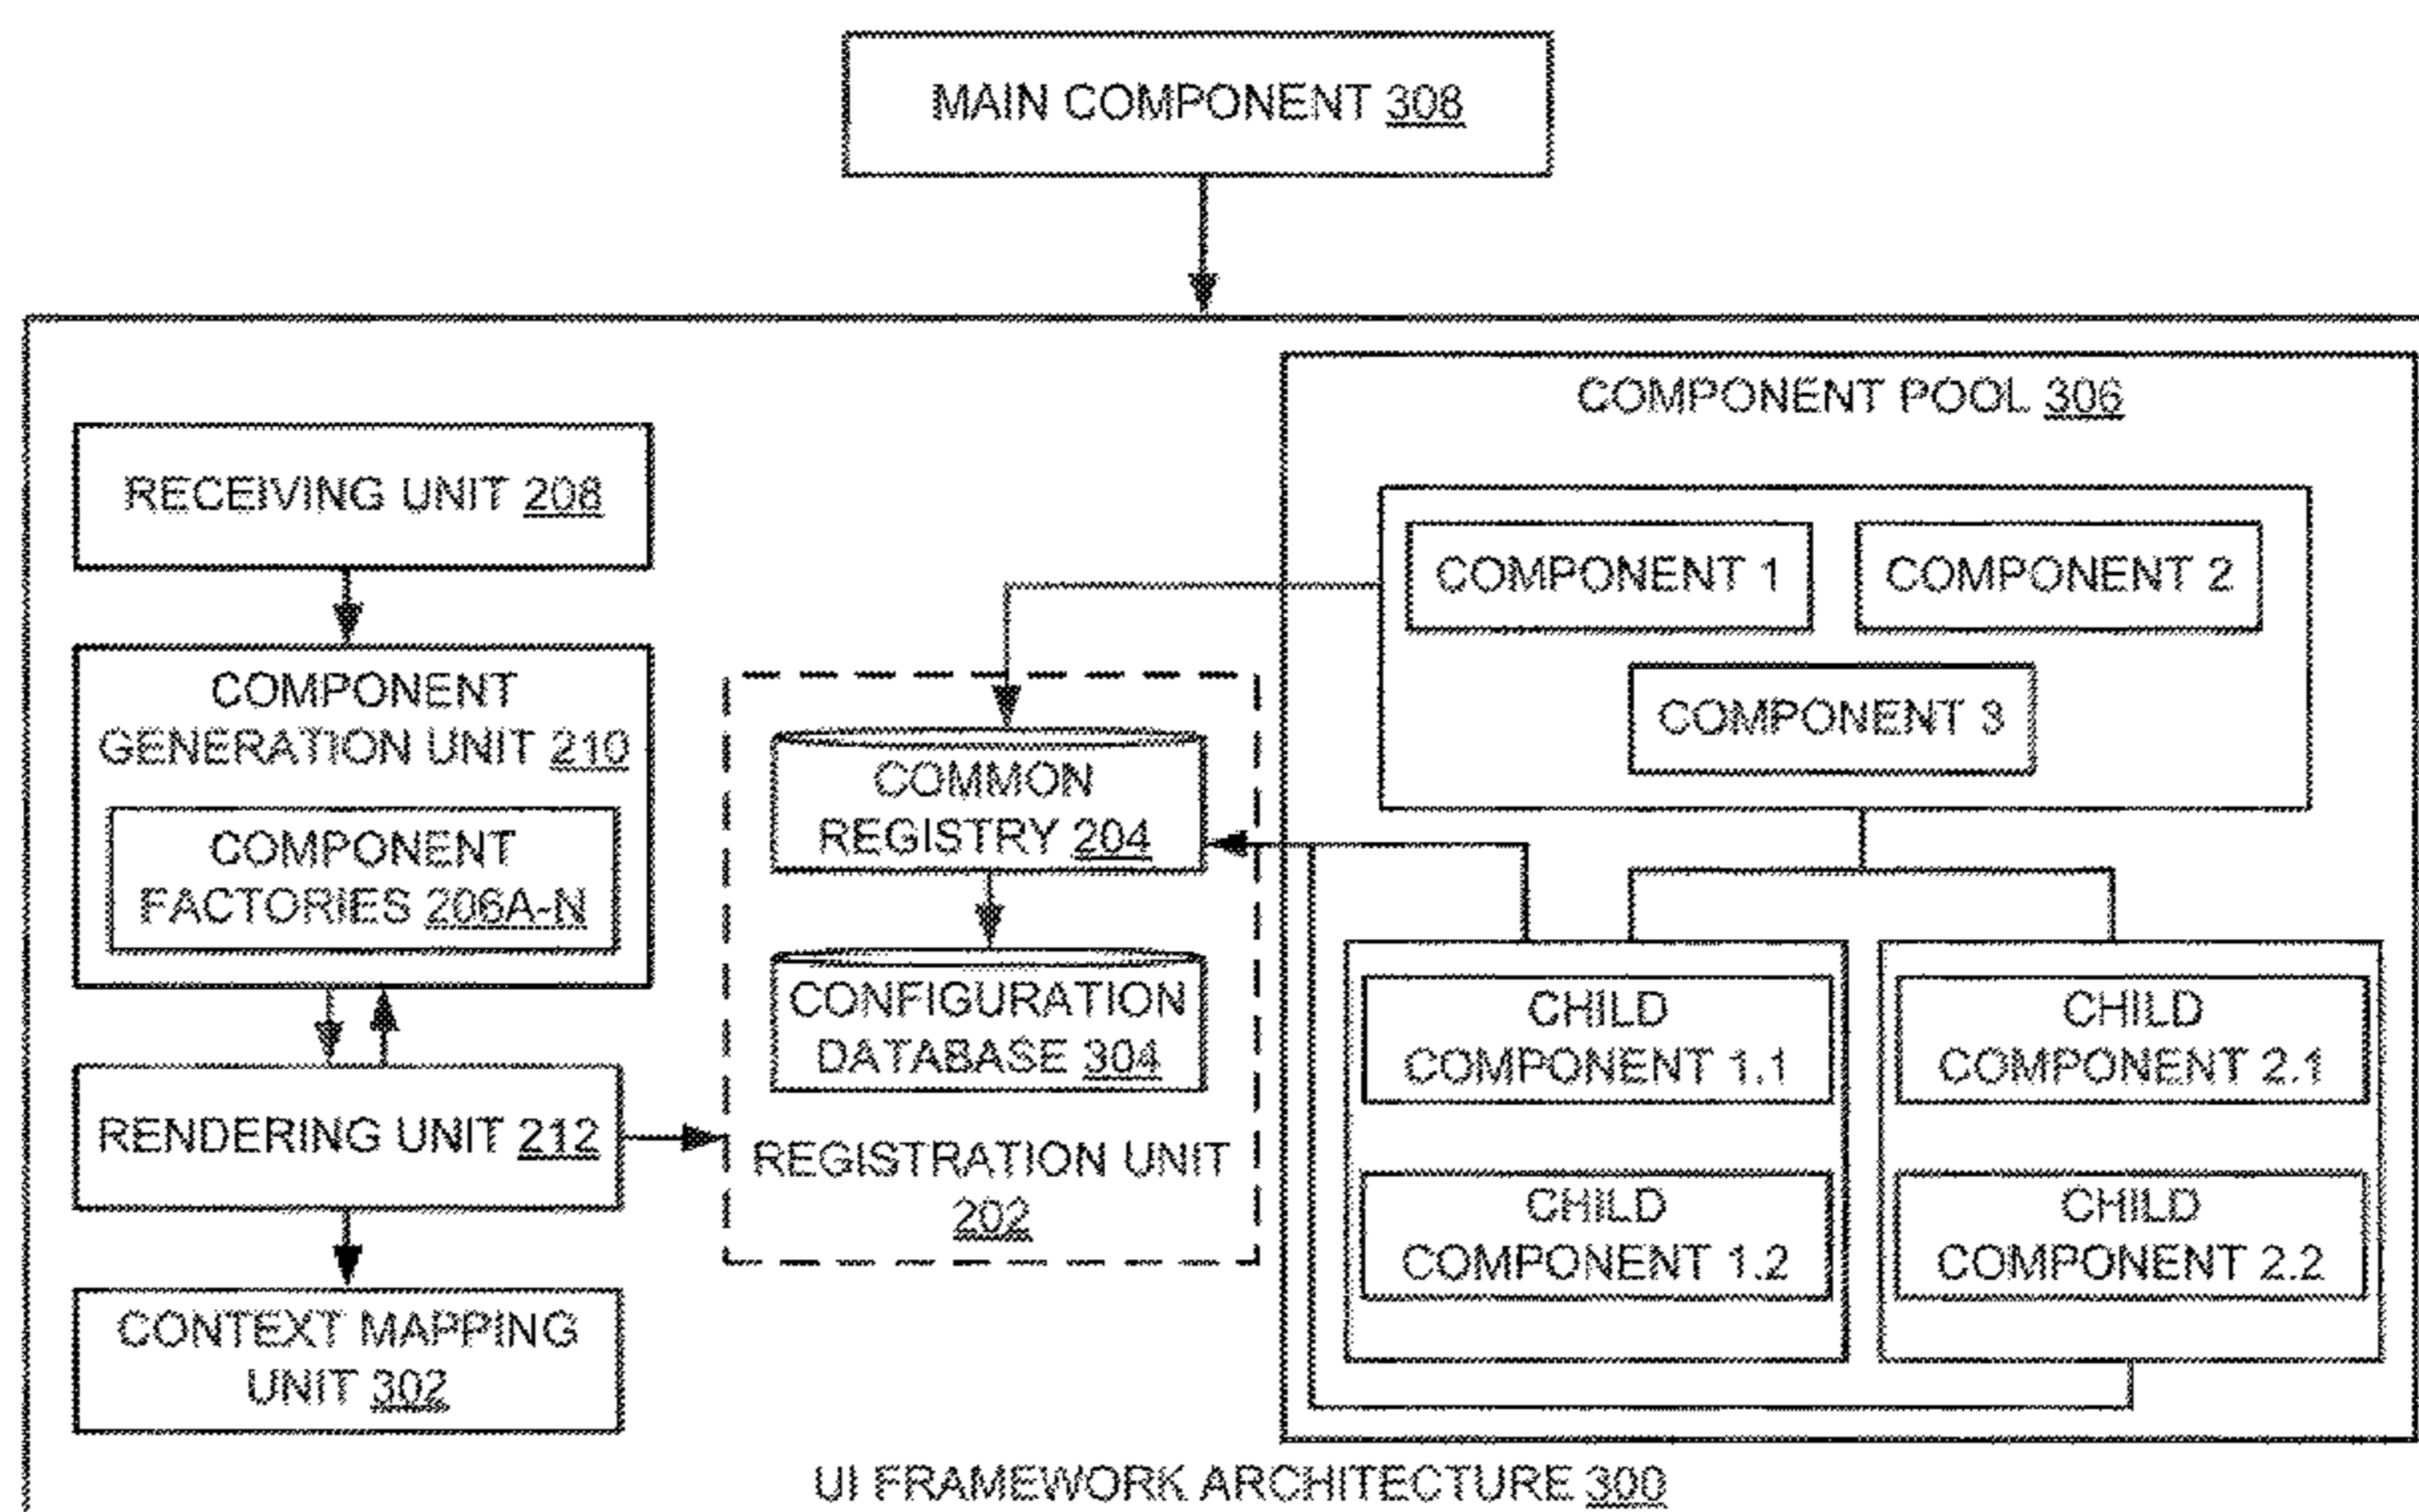 MAIN COMPONENT 308
COMPONENT POOL 306
RECEIVING UNIT 208
COMPONENT
GENERATION UNIT 210
COMPONENT
FACTORIES 206A-N
RENDERING UNIT 212
CONTEXT MAPPING
UNIT 302
COMMON
REGISTRY 204
CONFIGURATION
DATABASE 304
REGISTRATION UNIT
202
COMPONENT 1
COMPONENT 2
COMPONENT 3
CHILD
COMPONENT 1.1
CHILD
COMPONENT 1.2
CHILD
COMPONENT 2.1
CHILD
COMPONENT 2.2
UI FRAMEWORK ARCHITECTURE 300